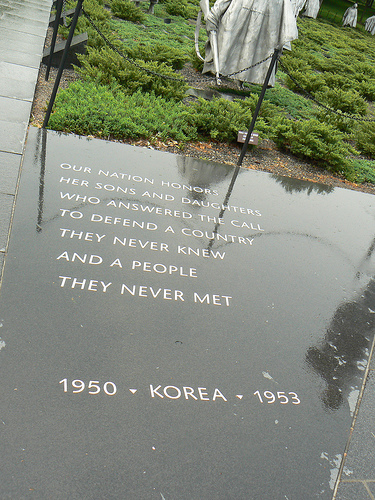 OUR NATION HONORS
HER SONS AND DAUGHTERS
WHO ANSWERED THE CALL
TO DEFEND A COUNTRY
THEY NEVER KNEW
AND A PEOPLE
THEY NEVER MET
1950 • KOREA • 1953